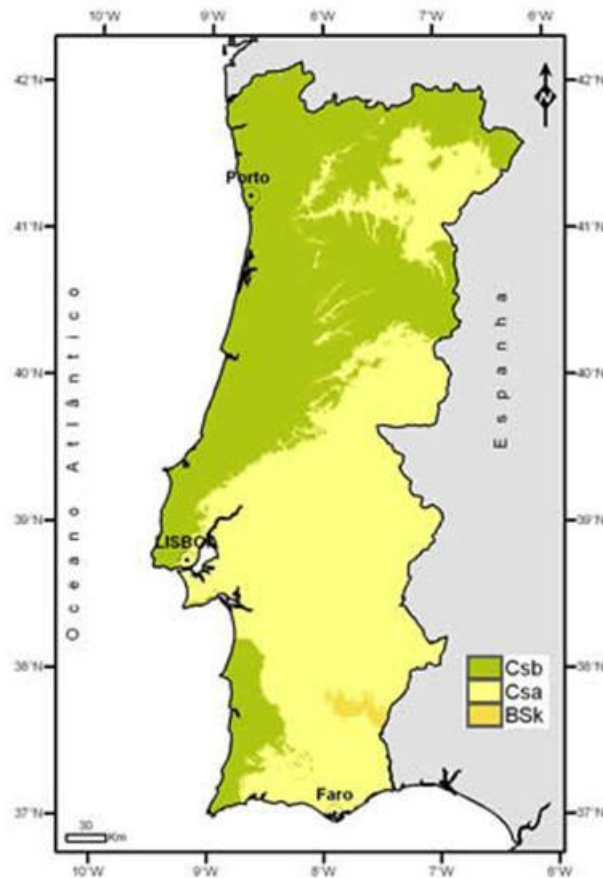 10°W 9°W 8°W 7°W 6°W
42°N 42°N
Porto
41°N 41°N
Oceano Atlântico
Espanha
40°N 40°N
39°N 39°N
LISBOA
38°N 38°N
Csb
Csa
BSk
Faro
37°N 37°N
30
Km
10°W 9°W 8°W 7°W 6°W
N